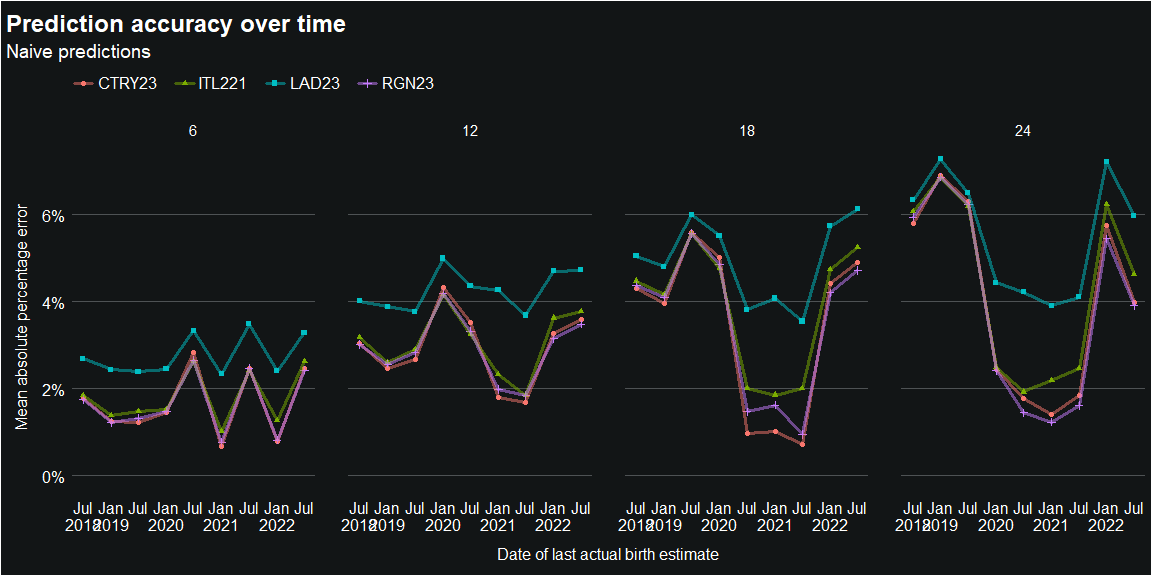 Prediction accuracy over time
Naive predictions
CTRY23 ITL221 LAD23 RGN23
6 12 18 24
Mean absolute percentage error
6%
4%
2%
0%
Jul Jan Jul Jan Jul Jan Jul Jan Jul Jul Jan Jul Jan Jul Jan Jul Jan Jul Jul Jan Jul Jan Jul Jan Jul Jan Jul Jul Jan Jul Jan Jul Jan Jul Jan Jul
2018 2019 2020 2021 2022 2018 2019 2020 2021 2022 2018 2019 2020 2021 2022 2018 2019 2020 2021 2022
Date of last actual birth estimate